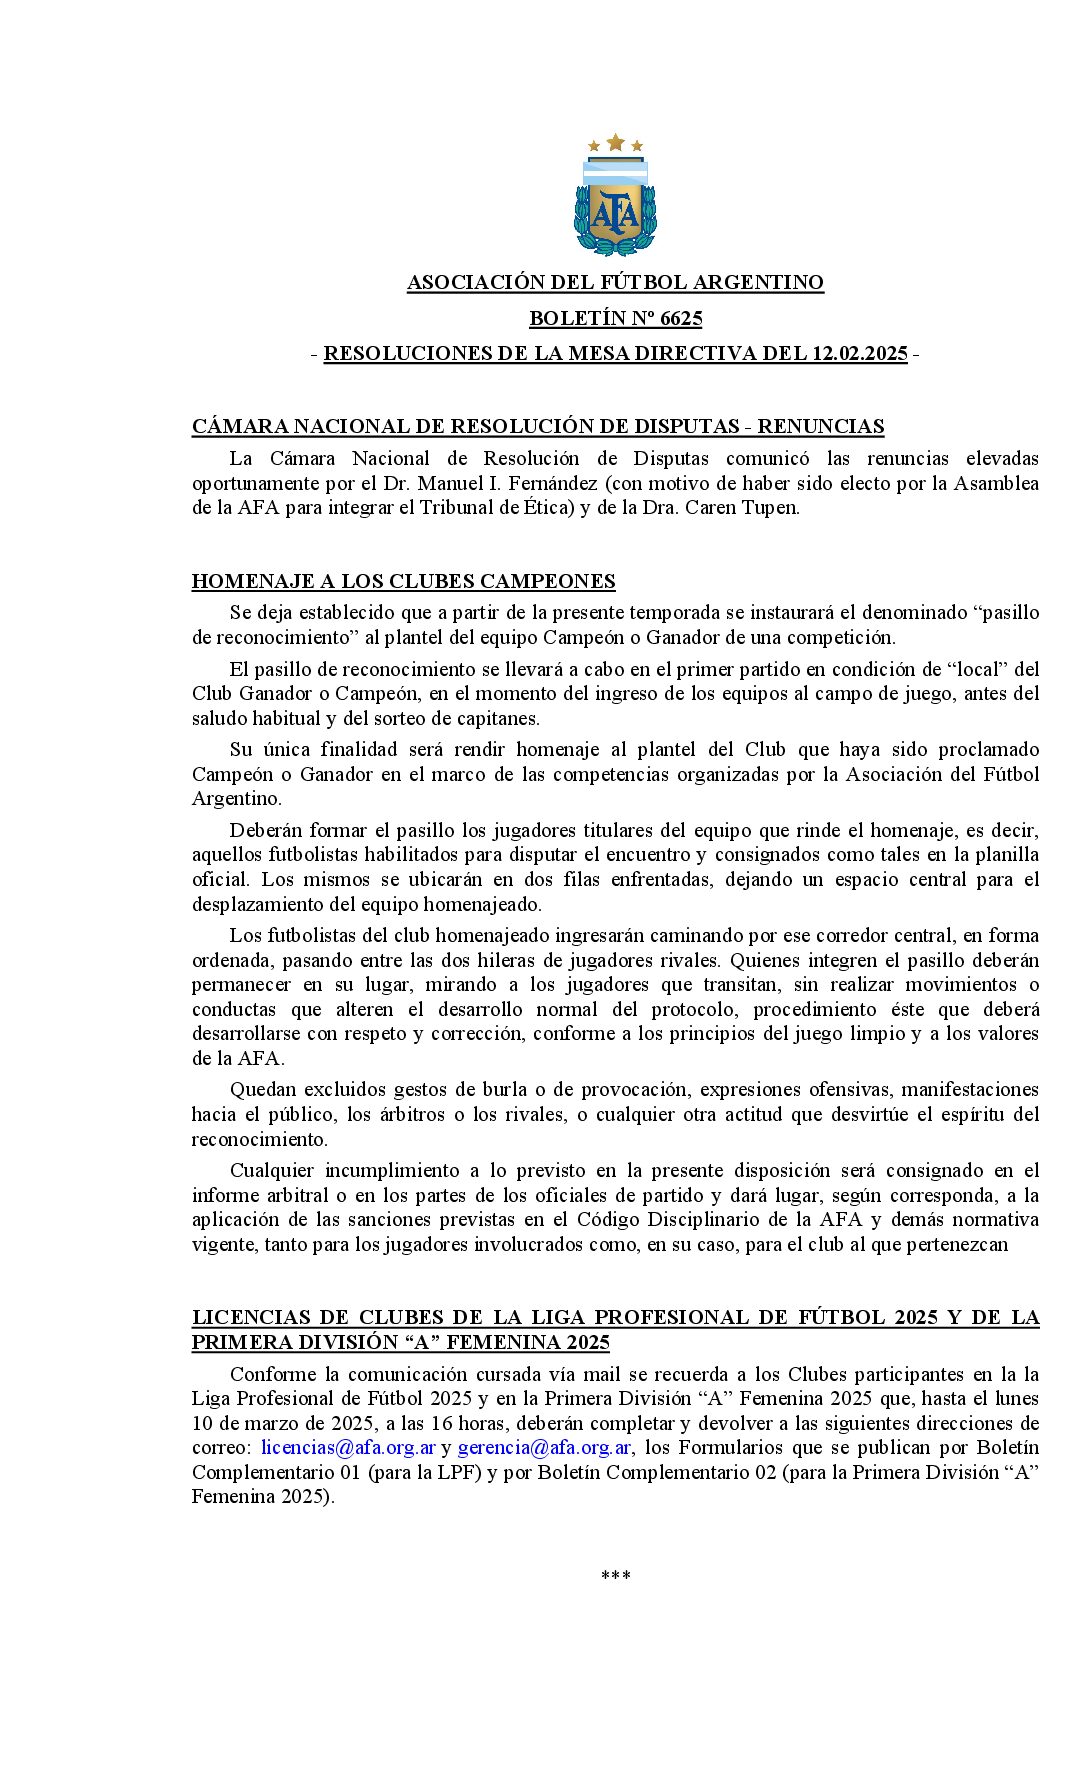 AFA
ASOCIACIÓN DEL FÚTBOL ARGENTINO
BOLETÍN Nº 6625
- RESOLUCIONES DE LA MESA DIRECTIVA DEL 12.02.2025 -
CÁMARA NACIONAL DE RESOLUCIÓN DE DISPUTAS - RENUNCIAS
La Cámara Nacional de Resolución de Disputas comunicó las renuncias elevadas
oportunamente por el Dr. Manuel I. Fernández (con motivo de haber sido electo por la Asamblea
de la AFA para integrar el Tribunal de Ética) y de la Dra. Caren Tupen.
HOMENAJE A LOS CLUBES CAMPEONES
Se deja establecido que a partir de la presente temporada se instaurará el denominado “pasillo
de reconocimiento” al plantel del equipo Campeón o Ganador de una competición.
El pasillo de reconocimiento se llevará a cabo en el primer partido en condición de “local” del
Club Ganador o Campeón, en el momento del ingreso de los equipos al campo de juego, antes del
saludo habitual y del sorteo de capitanes.
Su única finalidad será rendir homenaje al plantel del Club que haya sido proclamado
Campeón o Ganador en el marco de las competencias organizadas por la Asociación del Fútbol
Argentino.
Deberán formar el pasillo los jugadores titulares del equipo que rinde el homenaje, es decir,
aquellos futbolistas habilitados para disputar el encuentro y consignados como tales en la planilla
oficial. Los mismos se ubicarán en dos filas enfrentadas, dejando un espacio central para el
desplazamiento del equipo homenajeado.
Los futbolistas del club homenajeado ingresarán caminando por ese corredor central, en forma
ordenada, pasando entre las dos hileras de jugadores rivales. Quienes integren el pasillo deberán
permanecer en su lugar, mirando a los jugadores que transitan, sin realizar movimientos o
conductas que alteren el desarrollo normal del protocolo, procedimiento éste que deberá
desarrollarse con respeto y corrección, conforme a los principios del juego limpio y a los valores
de la AFA.
Quedan excluidos gestos de burla o de provocación, expresiones ofensivas, manifestaciones
hacia el público, los árbitros o los rivales, o cualquier otra actitud que desvirtúe el espíritu del
reconocimiento.
Cualquier incumplimiento a lo previsto en la presente disposición será consignado en el
informe arbitral o en los partes de los oficiales de partido y dará lugar, según corresponda, a la
aplicación de las sanciones previstas en el Código Disciplinario de la AFA y demás normativa
vigente, tanto para los jugadores involucrados como, en su caso, para el club al que pertenezcan
LICENCIAS DE CLUBES DE LA LIGA PROFESIONAL DE FÚTBOL 2025 Y DE LA
PRIMERA DIVISIÓN “A” FEMENINA 2025
Conforme la comunicación cursada vía mail se recuerda a los Clubes participantes en la la
Liga Profesional de Fútbol 2025 y en la Primera División “A” Femenina 2025 que, hasta el lunes
10 de marzo de 2025, a las 16 horas, deberán completar y devolver a las siguientes direcciones de
correo: licencias@afa.org.ar y gerencia@afa.org.ar, los Formularios que se publican por Boletín
Complementario 01 (para la LPF) y por Boletín Complementario 02 (para la Primera División “A”
Femenina 2025).
***